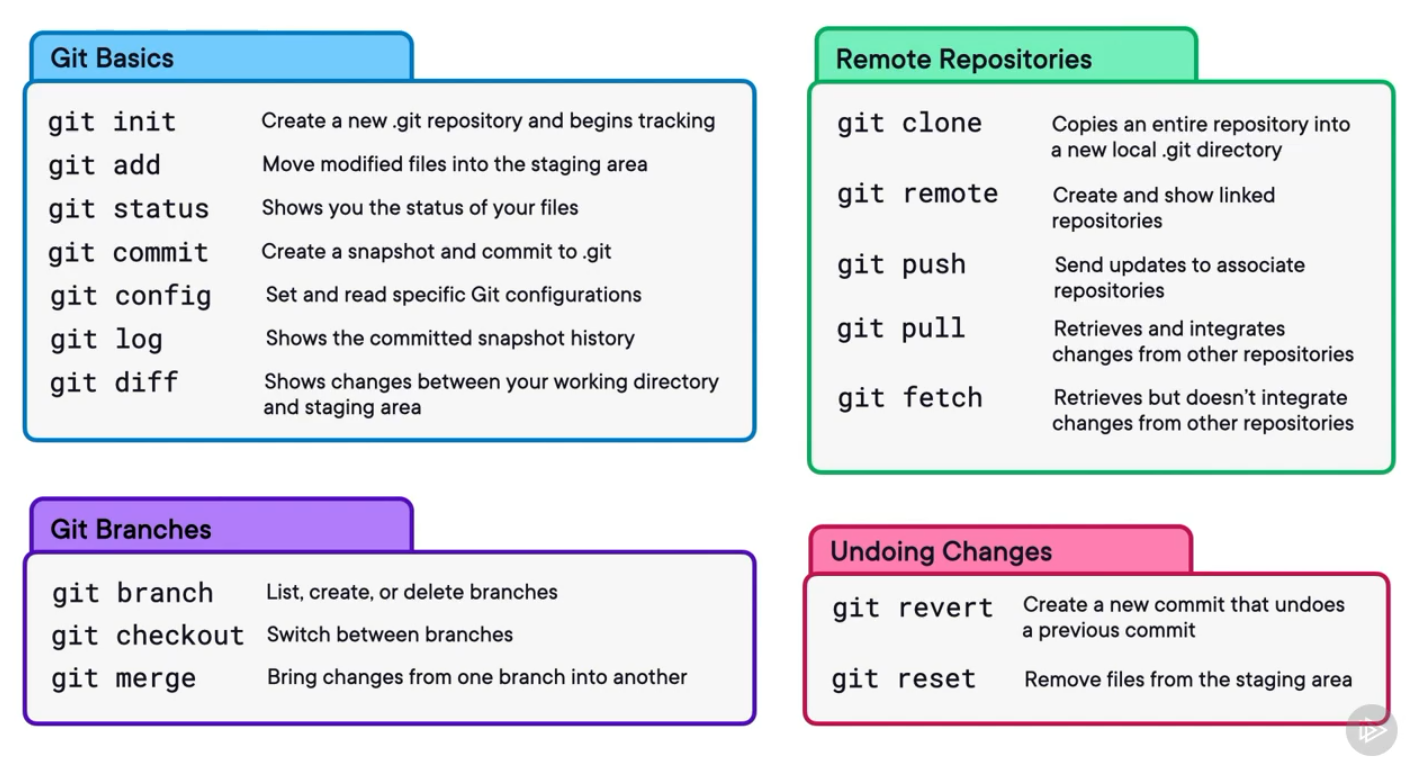 Git Basics
git init Create a new .git repository and begins tracking
git add Move modified files into the staging area
git status Shows you the status of your files
git commit Create a snapshot and commit to .git
git config Set and read specific Git configurations
git log Shows the committed snapshot history
git diff Shows changes between your working directory
and staging area
Remote Repositories
git clone Copies an entire repository into
a new local .git directory
git remote Create and show linked
repositories
git push Send updates to associate
repositories
git pull Retrieves and integrates
changes from other repositories
git fetch Retrieves but doesn't integrate
changes from other repositories
Git Branches
git branch List, create, or delete branches
git checkout Switch between branches
git merge Bring changes from one branch into another
Undoing Changes
git revert Create a new commit that undoes
a previous commit
git reset Remove files from the staging area